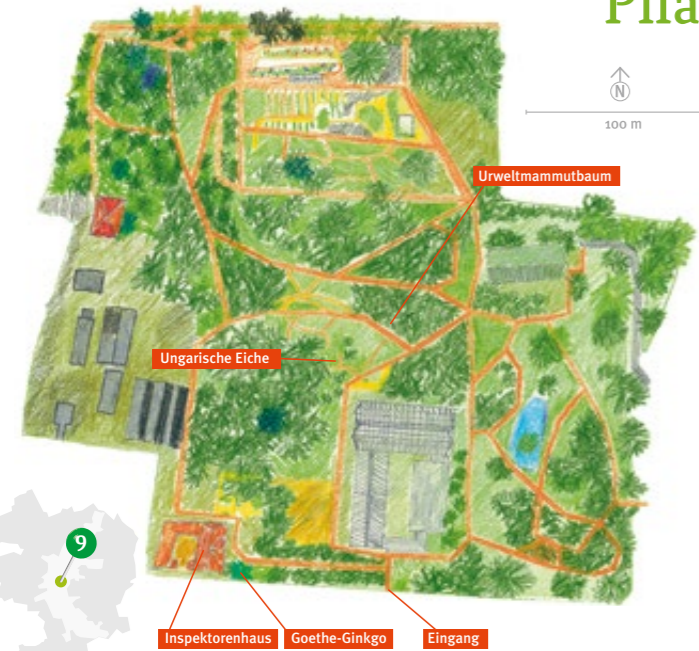 Pfla
N
100 m
Urweltmammutbaum
Ungarische Eiche
9
Inspektorenhaus
Goethe-Ginkgo
Eingang